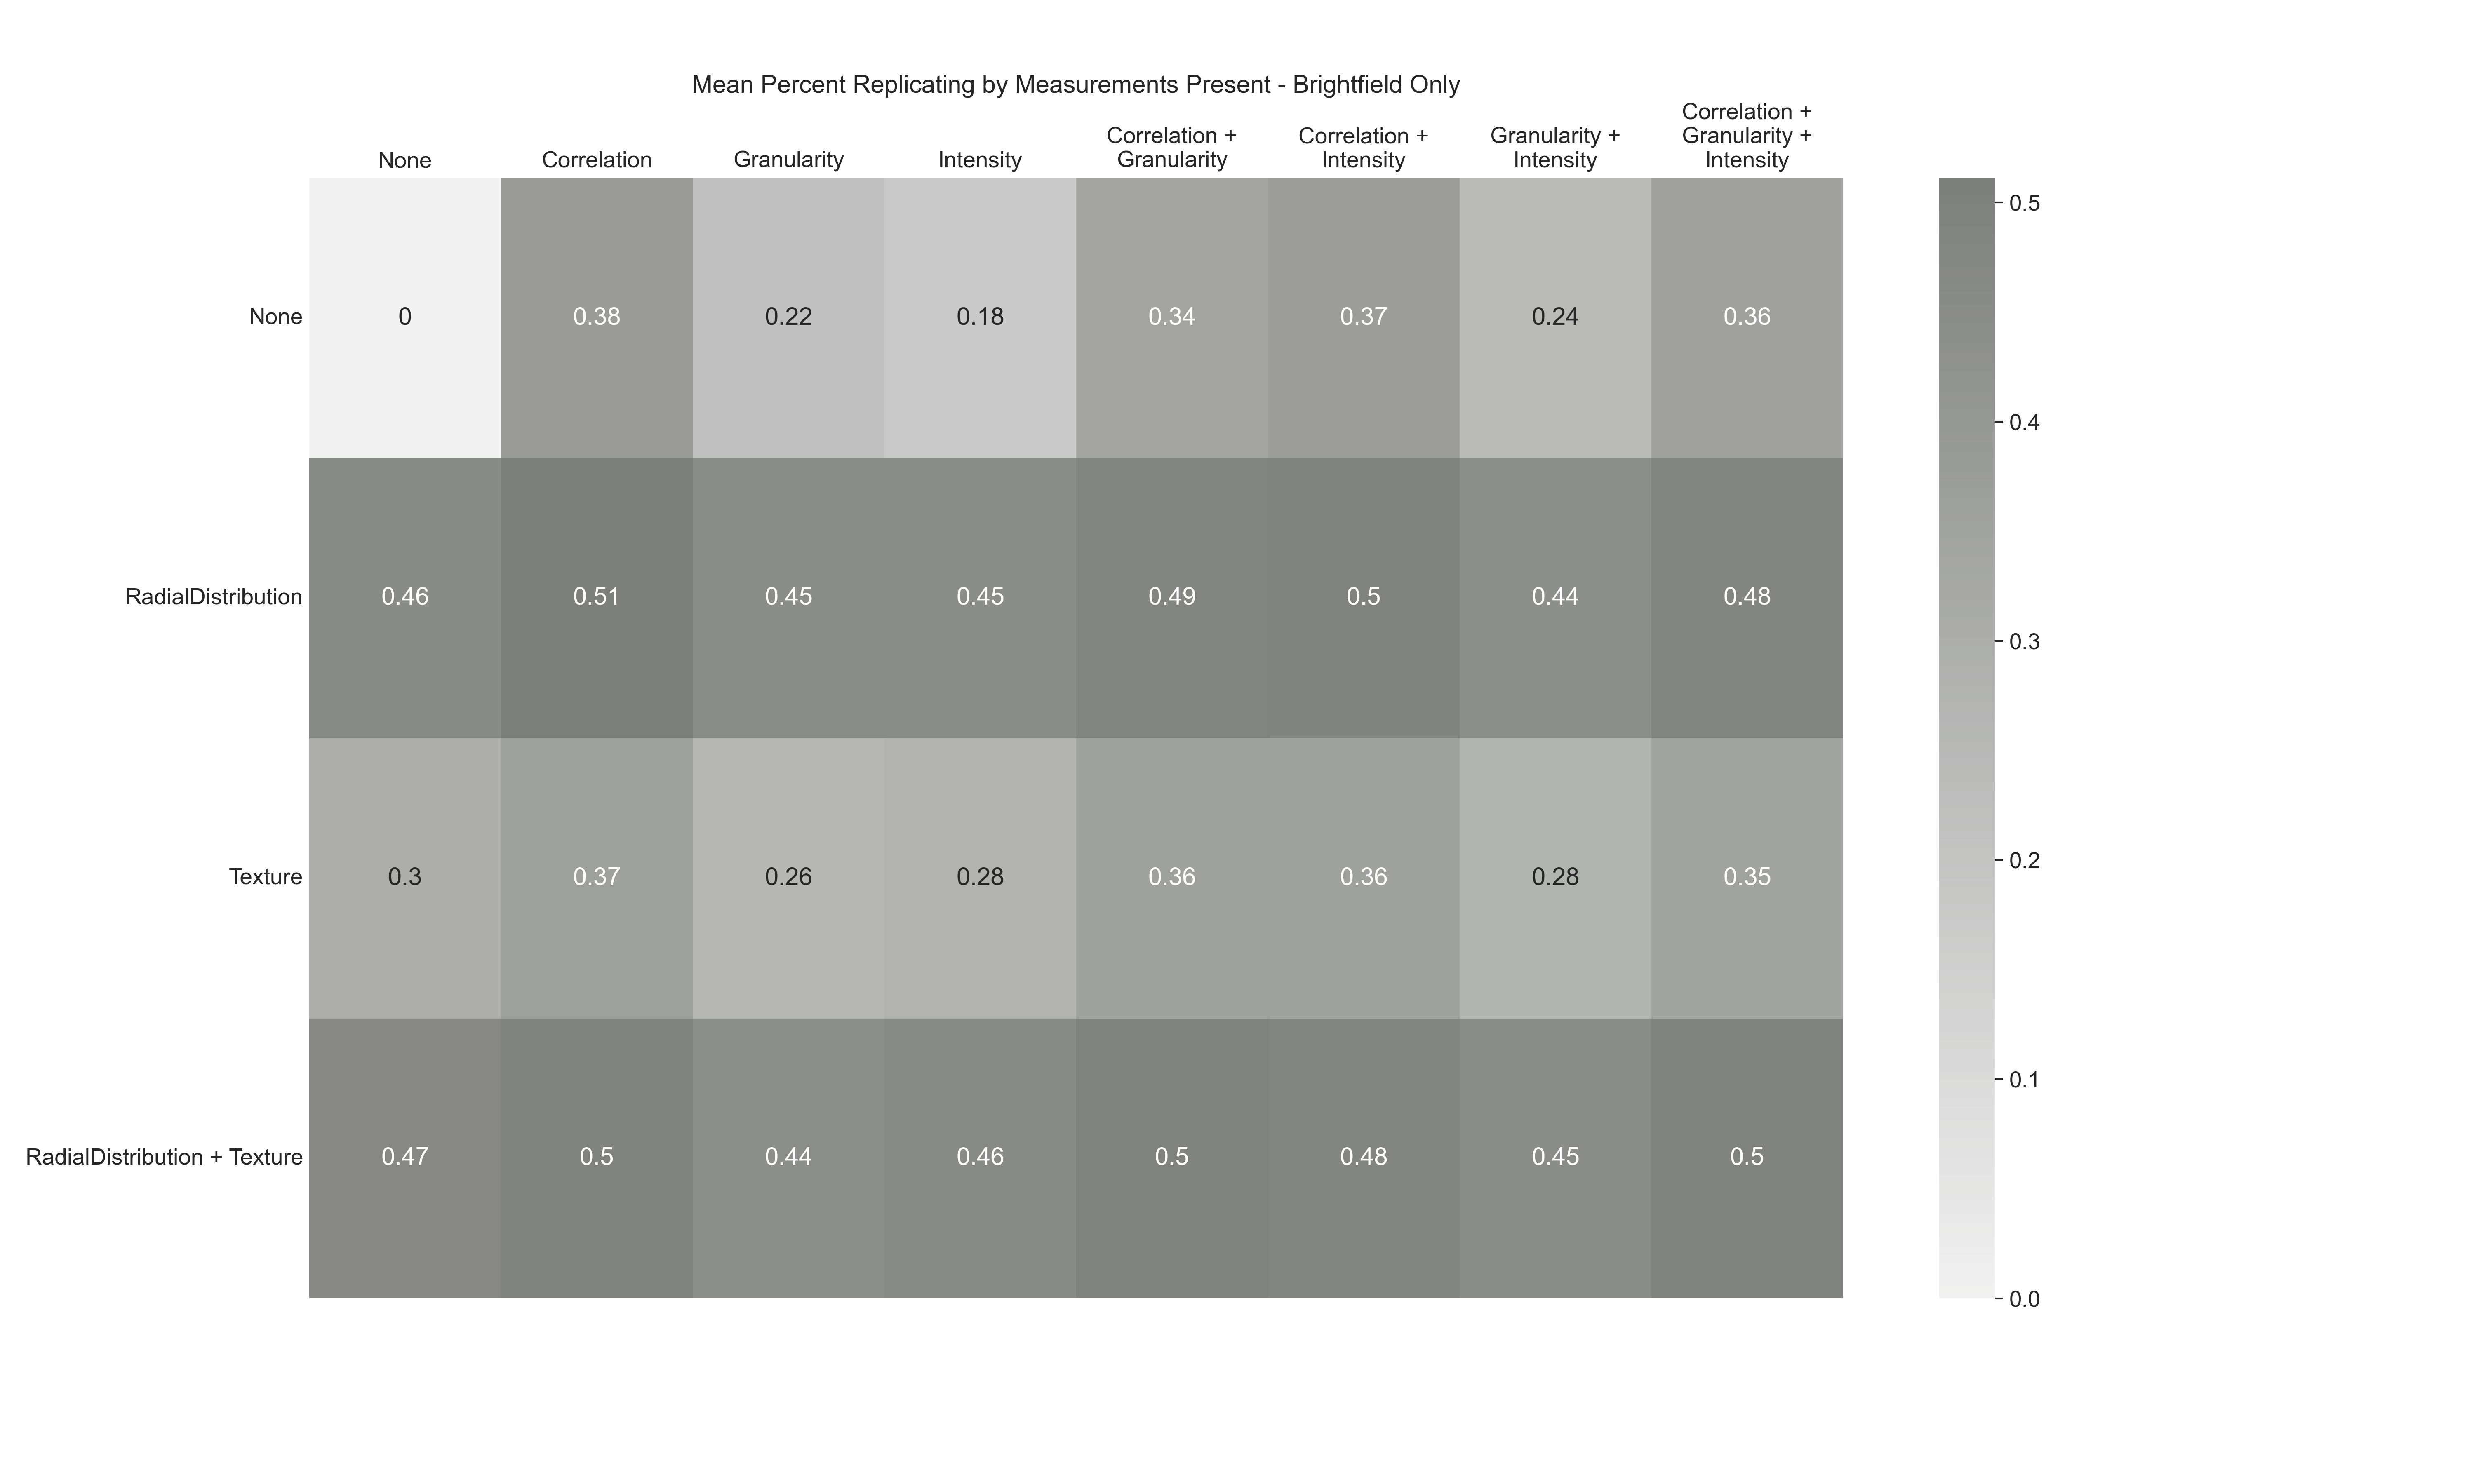 Mean Percent Replicating by Measurements Present - Brightfield Only
None
Correlation
Granularity
Intensity
Correlation +
Granularity
Correlation +
Intensity
Granularity +
Intensity
Correlation +
Granularity +
Intensity
None
0
0.38
0.22
0.18
0.34
0.37
0.24
0.36
RadialDistribution
0.46
0.51
0.45
0.45
0.49
0.5
0.44
0.48
Texture
0.3
0.37
0.26
0.28
0.36
0.36
0.28
0.35
RadialDistribution + Texture
0.47
0.5
0.44
0.46
0.5
0.48
0.45
0.5
0.5
0.4
0.3
0.2
0.1
0.0